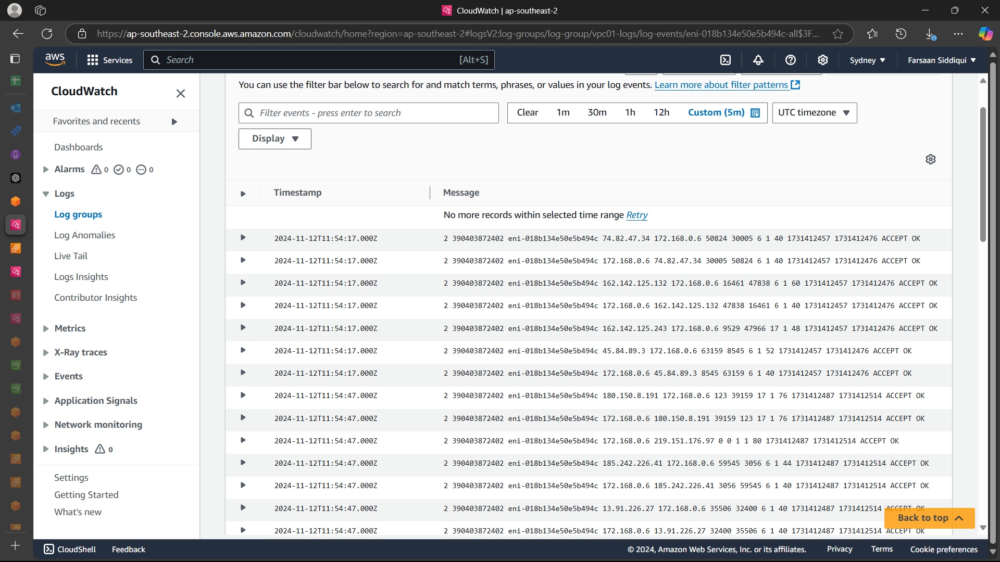 CloudWatch | ap-southeast-2
https://ap-southeast-2.console.aws.amazon.com/cloudwatch/home?region=ap-southeast-2#logsV2:log-groups/log-group/vpc01-logs/log-events/eni-018b134e50e5b494c-all$3F...
aws
Services
Search
[Alt+S]
Sydney
Farsaan Siddiqui
CloudWatch
Favorites and recents
Dashboards
Alarms 0 0 0
Logs
Log groups
Log Anomalies
Live Tail
Logs Insights
Contributor Insights
Metrics
X-Ray traces
Events
Application Signals
Network monitoring
Insights 0
Settings
Getting Started
What's new
You can use the filter bar below to search for and match terms, phrases, or values in your log events. Learn more about filter patterns
Filter events - press enter to search
Clear 1m 30m 1h 12h Custom (5m)
UTC timezone
Display
Timestamp Message
No more records within selected time range Retry
2024-11-12T11:54:17.000Z 2 390403872402 eni-018b134e50e5b494c 74.82.47.34 172.168.0.6 50824 30005 6 1 40 1731412457 1731412476 ACCEPT OK
2024-11-12T11:54:17.000Z 2 390403872402 eni-018b134e50e5b494c 172.168.0.6 74.82.47.34 30005 50824 6 1 40 1731412457 1731412476 ACCEPT OK
2024-11-12T11:54:17.000Z 2 390403872402 eni-018b134e50e5b494c 162.142.125.132 172.168.0.6 16461 47838 6 1 60 1731412457 1731412476 ACCEPT OK
2024-11-12T11:54:17.000Z 2 390403872402 eni-018b134e50e5b494c 172.168.0.6 162.142.125.132 47838 16461 6 1 40 1731412457 1731412476 ACCEPT OK
2024-11-12T11:54:17.000Z 2 390403872402 eni-018b134e50e5b494c 162.142.125.243 172.168.0.6 9529 47966 17 1 48 1731412457 1731412476 ACCEPT OK
2024-11-12T11:54:17.000Z 2 390403872402 eni-018b134e50e5b494c 45.84.89.3 172.168.0.6 63159 8545 6 1 52 1731412457 1731412476 ACCEPT OK
2024-11-12T11:54:17.000Z 2 390403872402 eni-018b134e50e5b494c 172.168.0.6 45.84.89.3 8545 63159 6 1 40 1731412457 1731412476 ACCEPT OK
2024-11-12T11:54:47.000Z 2 390403872402 eni-018b134e50e5b494c 180.150.8.191 172.168.0.6 123 39159 17 1 76 1731412487 1731412514 ACCEPT OK
2024-11-12T11:54:47.000Z 2 390403872402 eni-018b134e50e5b494c 172.168.0.6 180.150.8.191 39159 123 17 1 76 1731412487 1731412514 ACCEPT OK
2024-11-12T11:54:47.000Z 2 390403872402 eni-018b134e50e5b494c 172.168.0.6 219.151.176.97 0 0 1 1 80 1731412487 1731412514 ACCEPT OK
2024-11-12T11:54:47.000Z 2 390403872402 eni-018b134e50e5b494c 185.242.226.41 172.168.0.6 59545 3056 6 1 44 1731412487 1731412514 ACCEPT OK
2024-11-12T11:54:47.000Z 2 390403872402 eni-018b134e50e5b494c 172.168.0.6 185.242.226.41 3056 59545 6 1 40 1731412487 1731412514 ACCEPT OK
2024-11-12T11:54:47.000Z 2 390403872402 eni-018b134e50e5b494c 13.91.226.27 172.168.0.6 35506 32400 6 1 40 1731412487 1731412514 ACCEPT OK
Back to top
2024-11-12T11:54:47.000Z 2 390403872402 eni-018b134e50e5b494c 172.168.0.6 13.91.226.27 32400 35506 6 1 40 1731412487 1731412514 ACCEPT OK
CloudShell Feedback
© 2024, Amazon Web Services, Inc. or its affiliates. Privacy Terms Cookie preferences